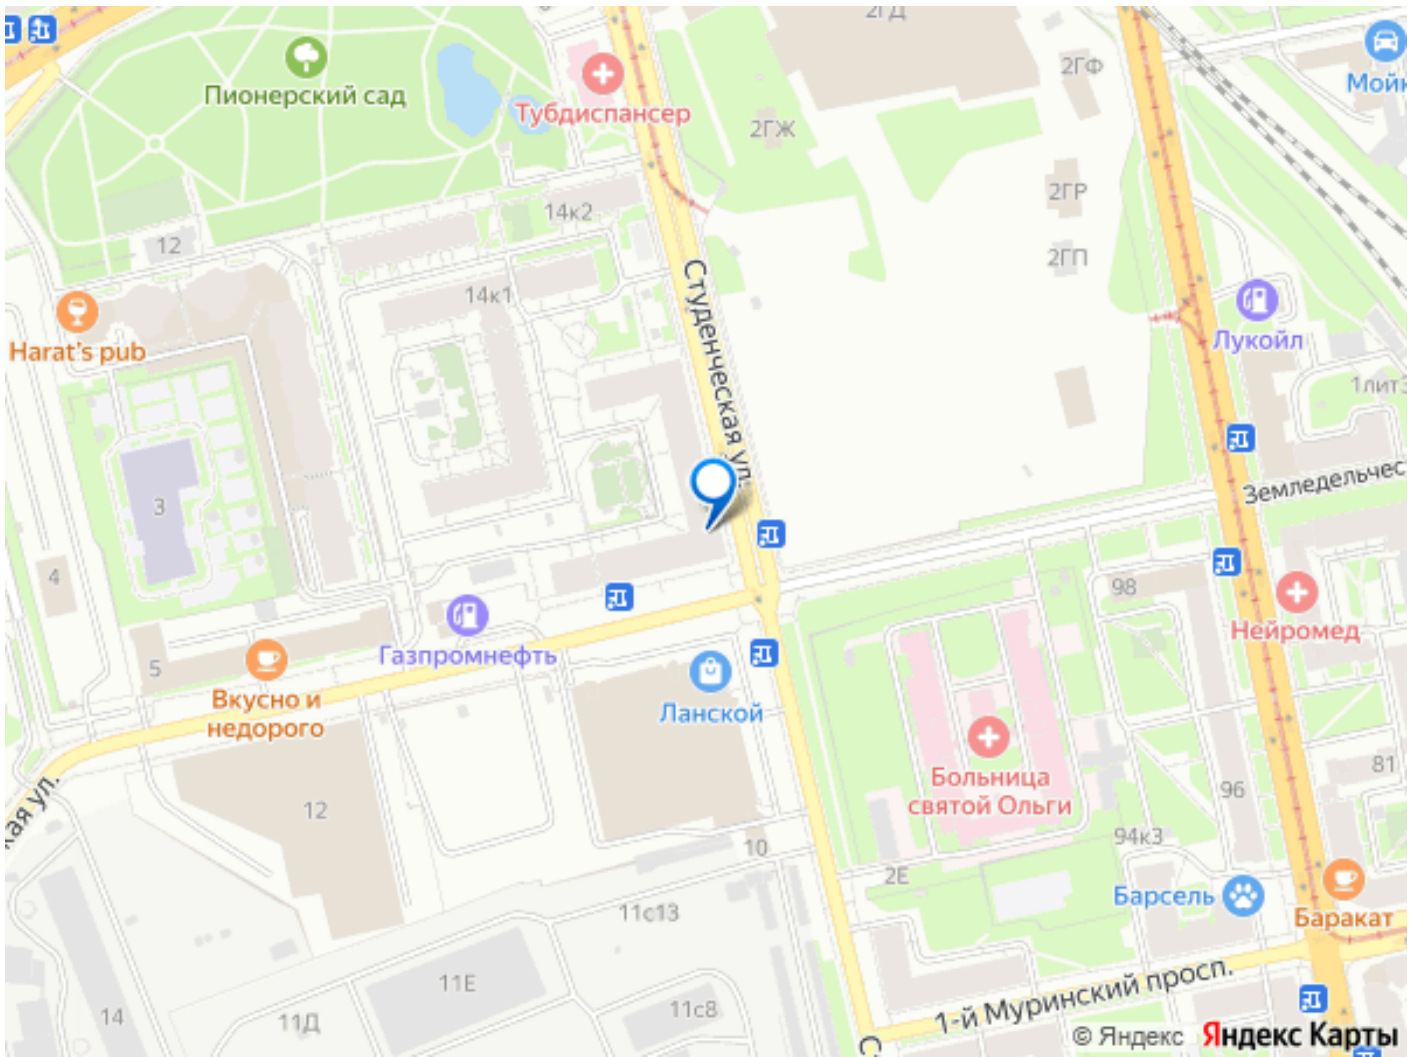 2ГД
2ГФ
Мойк
Пионерский сад
Тубдиспансер
2ГЖ
2ГР
14к2
12
2ГП
14к1
Студенческая ул.
Harat's pub
Лукойл
1лит3
Земледельчес
3
4
98
Нейромед
Газпромнефть
5
Вкусно и
недорого
Ланской
Больница
святой Ольги
81
96
12
кая ул.
94к3
10
2Е
Барсель
Баракат
11с13
11Е
1-й Муринский просп.
11с8
14
11Д
С
© Яндекс Яндекс Карты